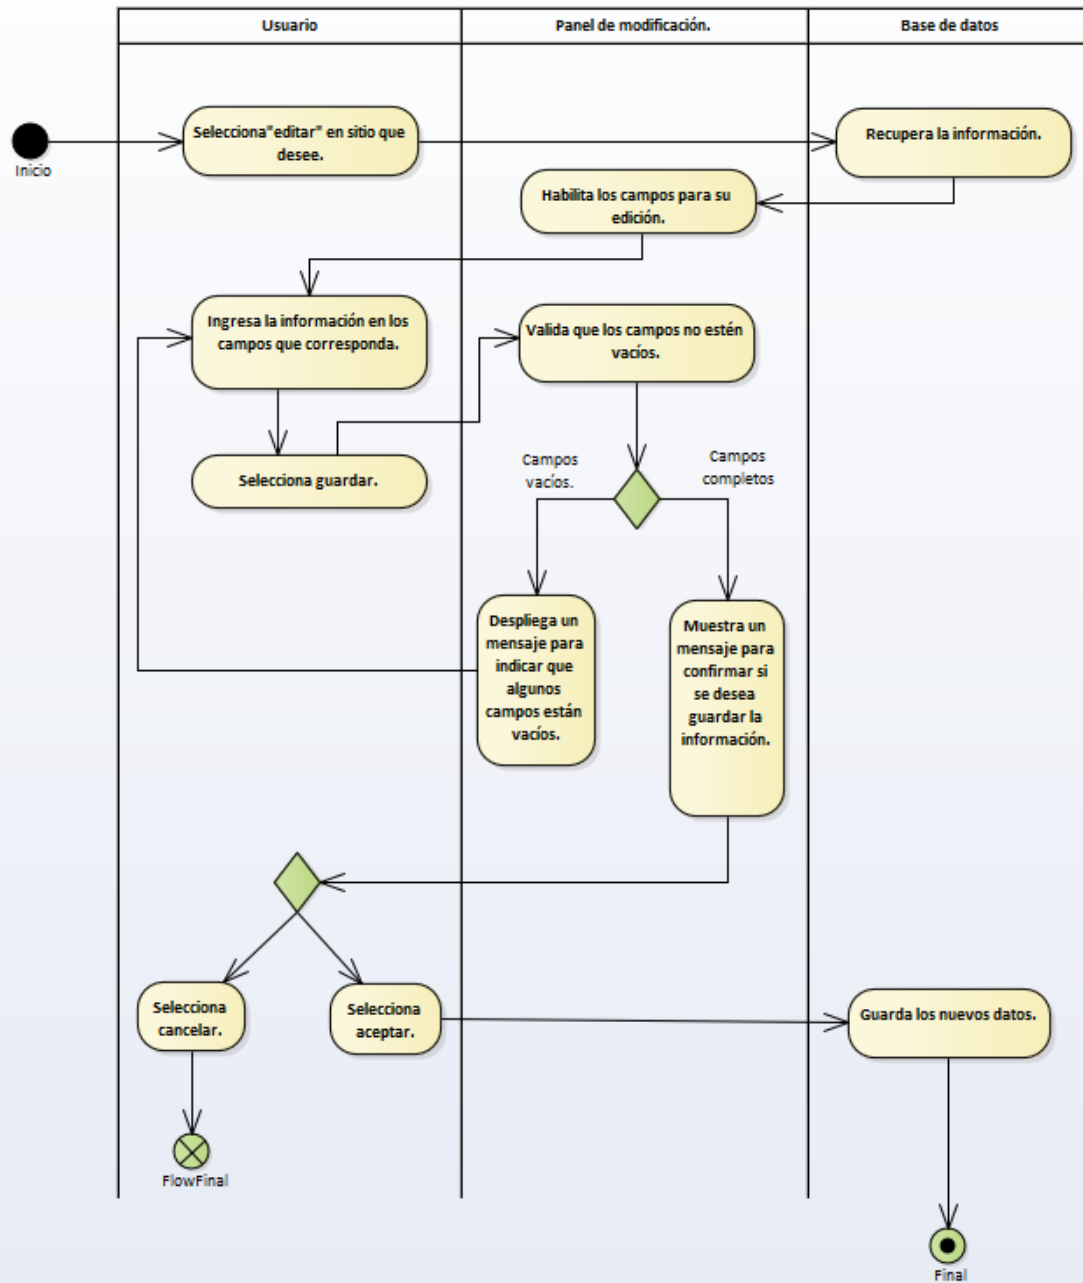 Usuario
Panel de modificación.
Base de datos
Inicio
Selecciona"editar" en sitio que
desee.
Recupera la información.
Habilita los campos para su
edición.
Ingresa la información en los
campos que corresponda.
Valida que los campos no estén
vacíos.
Selecciona guardar.
Campos
vacíos.
Campos
completos
Despliega un
mensaje para
indicar que
algunos
campos están
vacíos.
Muestra un
mensaje para
confirmar si
se desea
guardar la
información.
Selecciona
cancelar.
Selecciona
aceptar.
Guarda los nuevos datos.
FlowFinal
Final